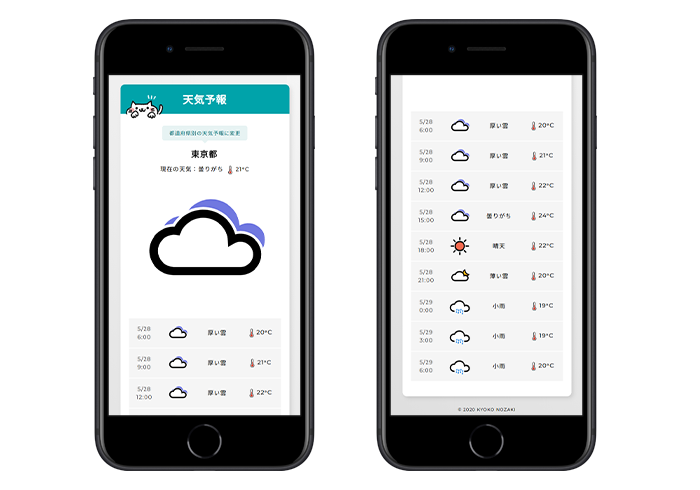 天気予報
都道府県別の天気予報に変更
東京都
現在の天気：曇りがち 21°C
5/28 6:00 厚い雲 20°C
5/28 9:00 厚い雲 21°C
5/28 12:00 厚い雲 22°C
5/28 6:00 厚い雲 20°C
5/28 9:00 厚い雲 21°C
5/28 12:00 厚い雲 22°C
5/28 15:00 曇りがち 24°C
5/28 18:00 晴天 22°C
5/28 21:00 薄い雲 20°C
5/29 0:00 小雨 19°C
5/29 3:00 小雨 19°C
5/29 6:00 小雨 20°C
© 2020 KYOKO NOZAKI